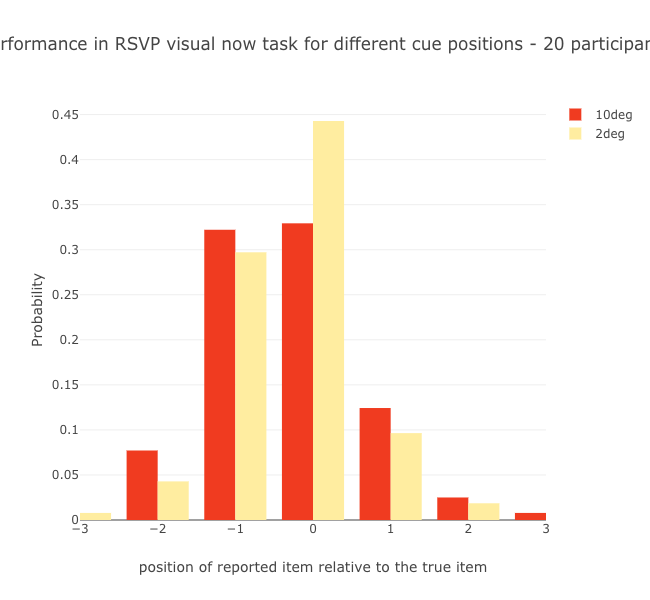 rformance in RSVP visual now task for different cue positions - 20 participan
0.45
0.4
0.35
0.3
0.25
0.2
0.15
0.1
0.05
0
−3 −2 −1 0 1 2 3
Probability
position of reported item relative to the true item
10deg
2deg